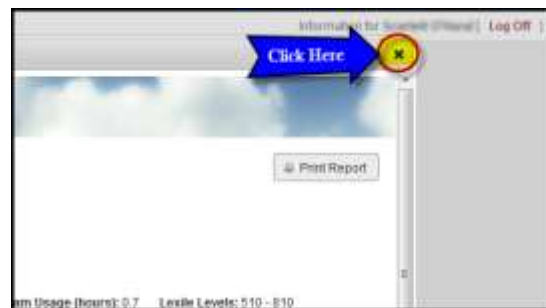 Information for [ Log Off ]
Click Here
Print Report
am Usage (hours): 0.7 Lexile Levels: 510 - 810